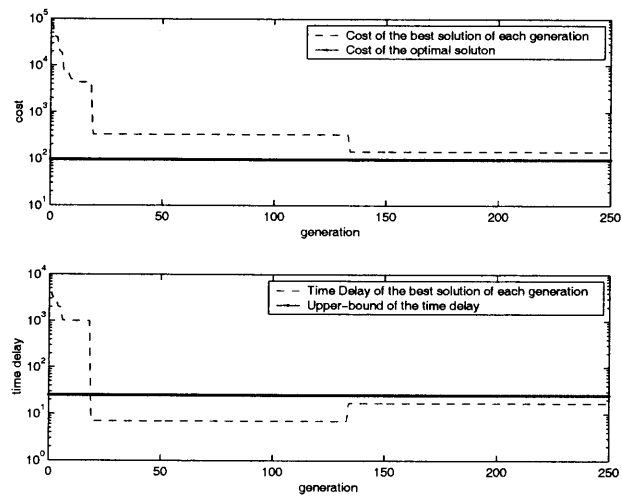 10^5
10^4
10^3
10^2
10^1
cost
Cost of the best solution of each generation
Cost of the optimal soluton
0 50 100 150 200 250
generation
10^4
10^3
10^2
10^1
10^0
time delay
Time Delay of the best solution of each generation
Upper-bound of the time delay
0 50 100 150 200 250
generation